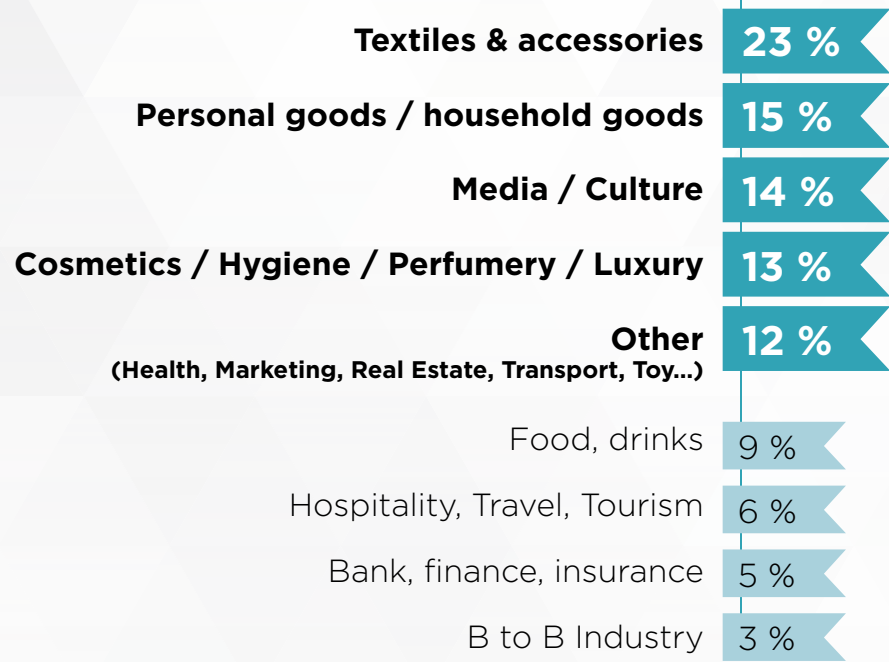 Textiles & accessories 23 %
Personal goods / household goods 15 %
Media / Culture 14 %
Cosmetics / Hygiene / Perfumery / Luxury 13 %
Other 12 %
(Health, Marketing, Real Estate, Transport, Toy...)
Food, drinks 9 %
Hospitality, Travel, Tourism 6 %
Bank, finance, insurance 5 %
B to B Industry 3 %